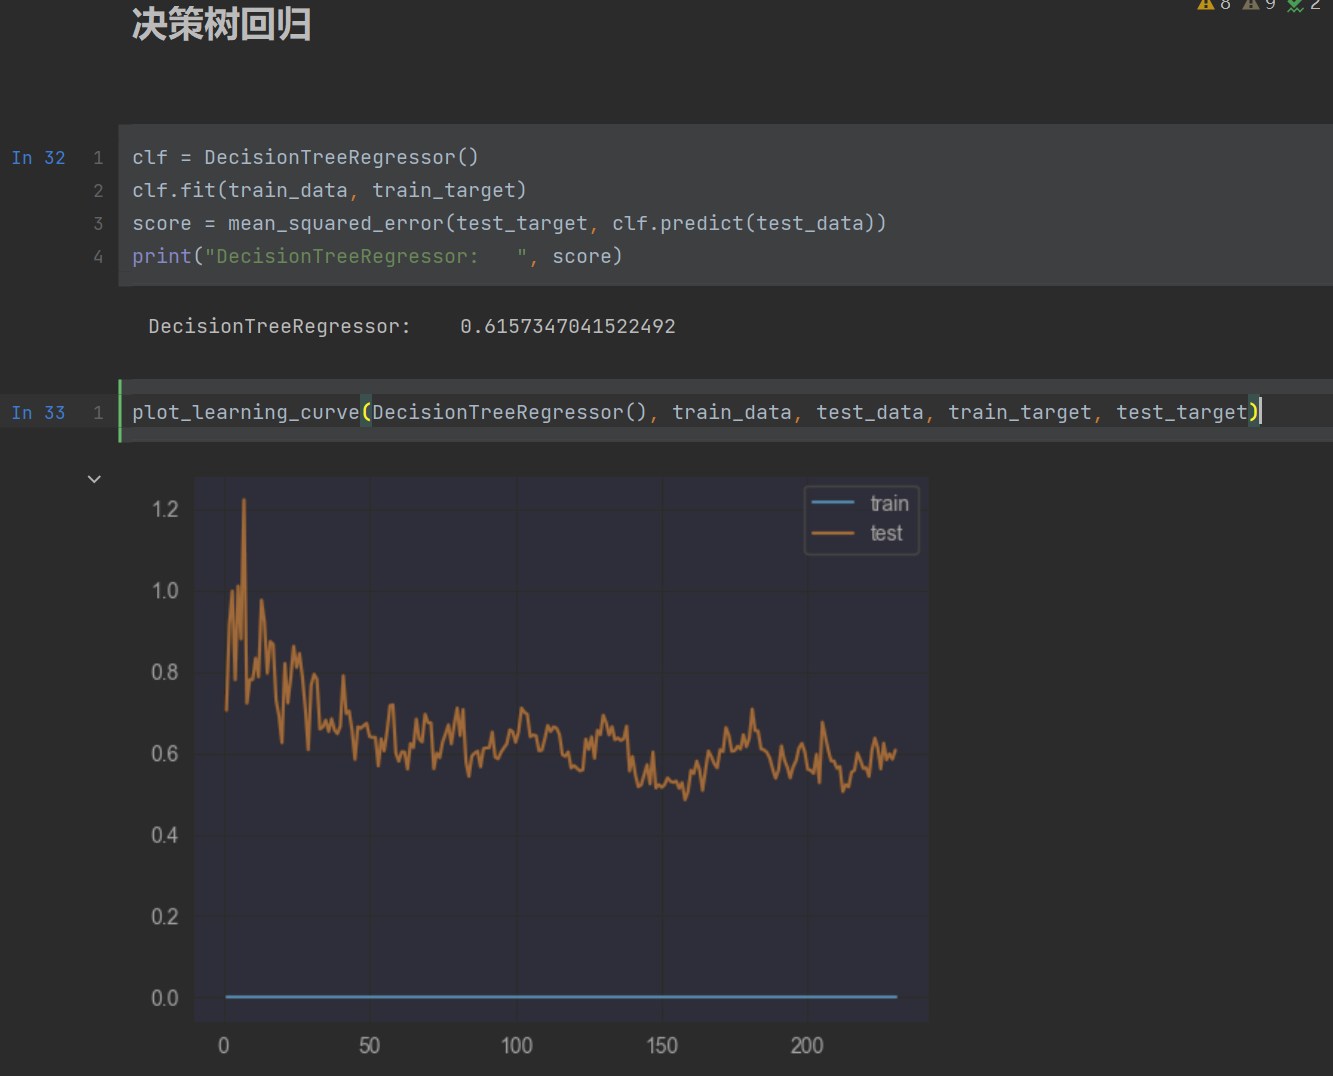 8 9 2
决策树回归
In 32 1 clf = DecisionTreeRegressor()
2 clf.fit(train_data, train_target)
3 score = mean_squared_error(test_target, clf.predict(test_data))
4 print("DecisionTreeRegressor:   ", score)
DecisionTreeRegressor:    0.6157347041522492
In 33 1 plot_learning_curve(DecisionTreeRegressor(), train_data, test_data, train_target, test_target)
train
test
1.2
1.0
0.8
0.6
0.4
0.2
0.0
0 50 100 150 200